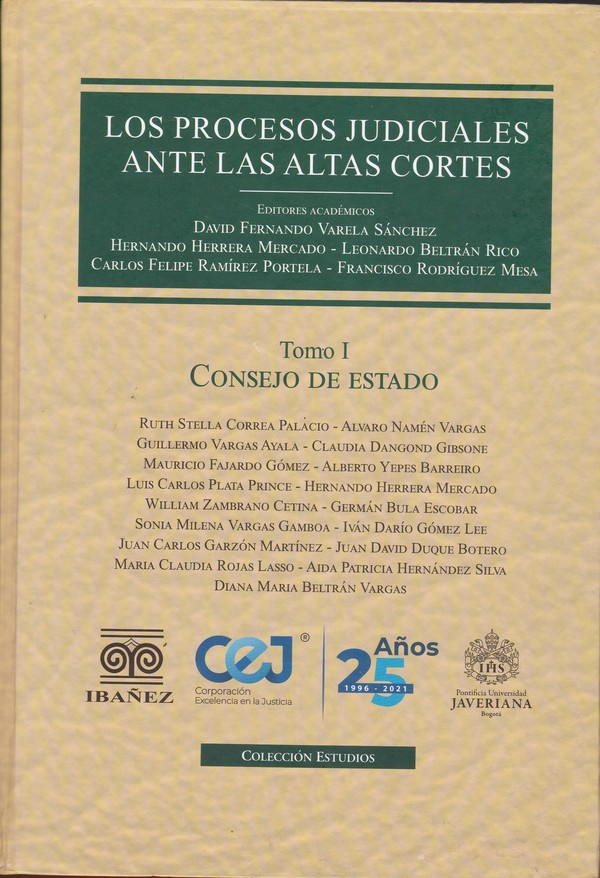 LOS PROCESOS JUDICIALES
ANTE LAS ALTAS CORTES
EDITORES ACADÉMICOS
DAVID FERNANDO VARELA SÁNCHEZ
HERNANDO HERRERA MERCADO - LEONARDO BELTRÁN RICO
CARLOS FELIPE RAMÍREZ PORTELA - FRANCISCO RODRÍGUEZ MESA
Tomo I
CONSEJO DE ESTADO
RUTH STELLA CORREA PALACIO - ALVARO NAMÉN VARGAS
GUILLERMO VARGAS AYALA - CLAUDIA DANGOND GIBSONE
MAURICIO FAJARDO GÓMEZ - ALBERTO YEPES BARREIRO
LUIS CARLOS PLATA PRINCE - HERNANDO HERRERA MERCADO
WILLIAM ZAMBRANO CETINA - GERMÁN BULA ESCOBAR
SONIA MILENA VARGAS GAMBOA - IVÁN DARÍO GÓMEZ LEE
JUAN CARLOS GARZÓN MARTÍNEZ - JUAN DAVID DUQUE BOTERO
MARIA CLAUDIA ROJAS LASSO - AIDA PATRICIA HERNÁNDEZ SILVA
DIANA MARIA BELTRÁN VARGAS
IBAÑEZ
CEJ ®
Corporación
Excelencia en la Justicia
25 Años
1996 - 2021
IHS
Pontificia Universidad
JAVERIANA
Bogotá
COLECCIÓN ESTUDIOS